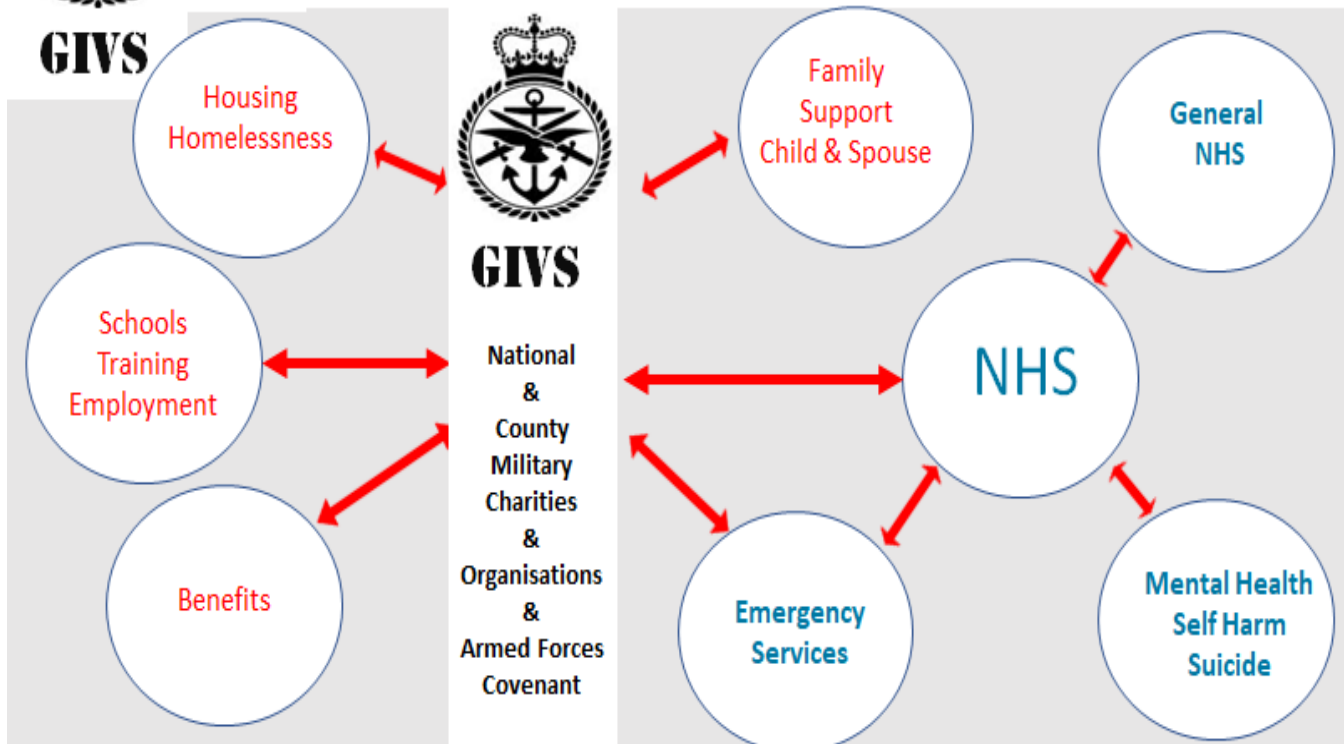 GIVS
Housing
Homelessness
Schools
Training
Employment
Benefits
GIVS
National
&
County
Military
Charities
&
Organisations
&
Armed Forces
Covenant
Family
Support
Child & Spouse
General
NHS
NHS
Emergency
Services
Mental Health
Self Harm
Suicide